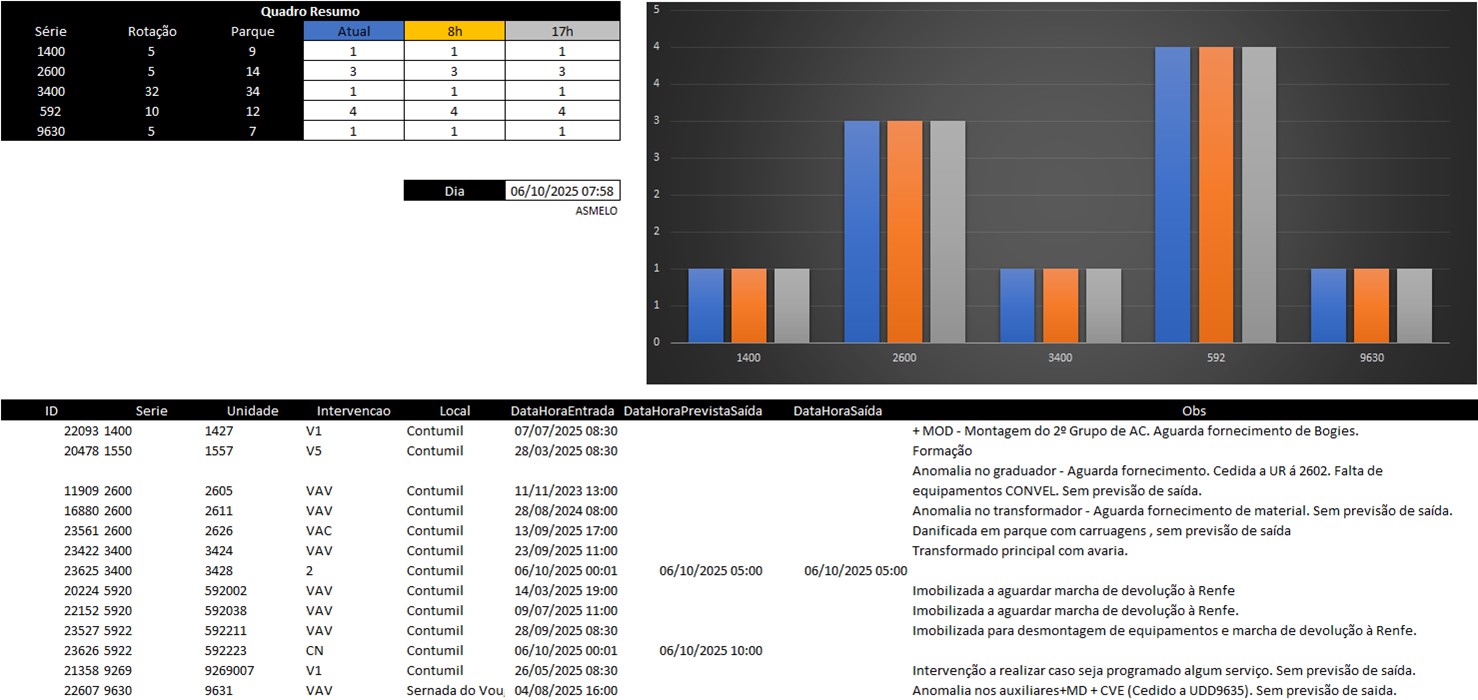 Quadro Resumo
Série Rotação Parque Atual 8h 17h
1400 5 9 1 1 1
2600 5 14 3 3 3
3400 32 34 1 1 1
592 10 12 4 4 4
9630 5 7 1 1 1
Dia 06/10/2025 07:58
ASMELO
5
4
4
3
3
2
2
1
1
0
1400 2600 3400 592 9630
ID Serie Unidade Intervencao Local DataHoraEntrada DataHoraPrevistaSaída DataHoraSaída Obs
22093 1400 1427 V1 Contumil 07/07/2025 08:30 + MOD - Montagem do 2º Grupo de AC. Aguarda fornecimento de Bogies.
20478 1550 1557 V5 Contumil 28/03/2025 08:30 Formação
Anomalia no graduador - Aguarda fornecimento. Cedida a UR á 2602. Falta de
11909 2600 2605 VAV Contumil 11/11/2023 13:00 equipamentos CONVEL. Sem previsão de saída.
16880 2600 2611 VAV Contumil 28/08/2024 08:00 Anomalia no transformador - Aguarda fornecimento de material. Sem previsão de saída.
23561 2600 2626 VAC Contumil 13/09/2025 17:00 Danificada em parque com carruagens , sem previsão de saída
23422 3400 3424 VAV Contumil 23/09/2025 11:00 Transformado principal com avaria.
23625 3400 3428 2 Contumil 06/10/2025 00:01 06/10/2025 05:00 06/10/2025 05:00
20224 5920 592002 VAV Contumil 14/03/2025 19:00 Imobilizada a aguardar marcha de devolução à Renfe
22152 5920 592038 VAV Contumil 09/07/2025 11:00 Imobilizada a aguardar marcha de devolução à Renfe.
23527 5922 592211 VAV Contumil 28/09/2025 08:30 Imobilizada para desmontagem de equipamentos e marcha de devolução à Renfe.
23626 5922 592223 CN Contumil 06/10/2025 00:01 06/10/2025 10:00
21358 9269 9269007 V1 Contumil 26/05/2025 08:30 Intervenção a realizar caso seja programado algum serviço. Sem previsão de saída.
22607 9630 9631 VAV Sernada do Vou 04/08/2025 16:00 Anomalia nos auxiliares+MD + CVE (Cedido a UDD9635). Sem previsão de saida.